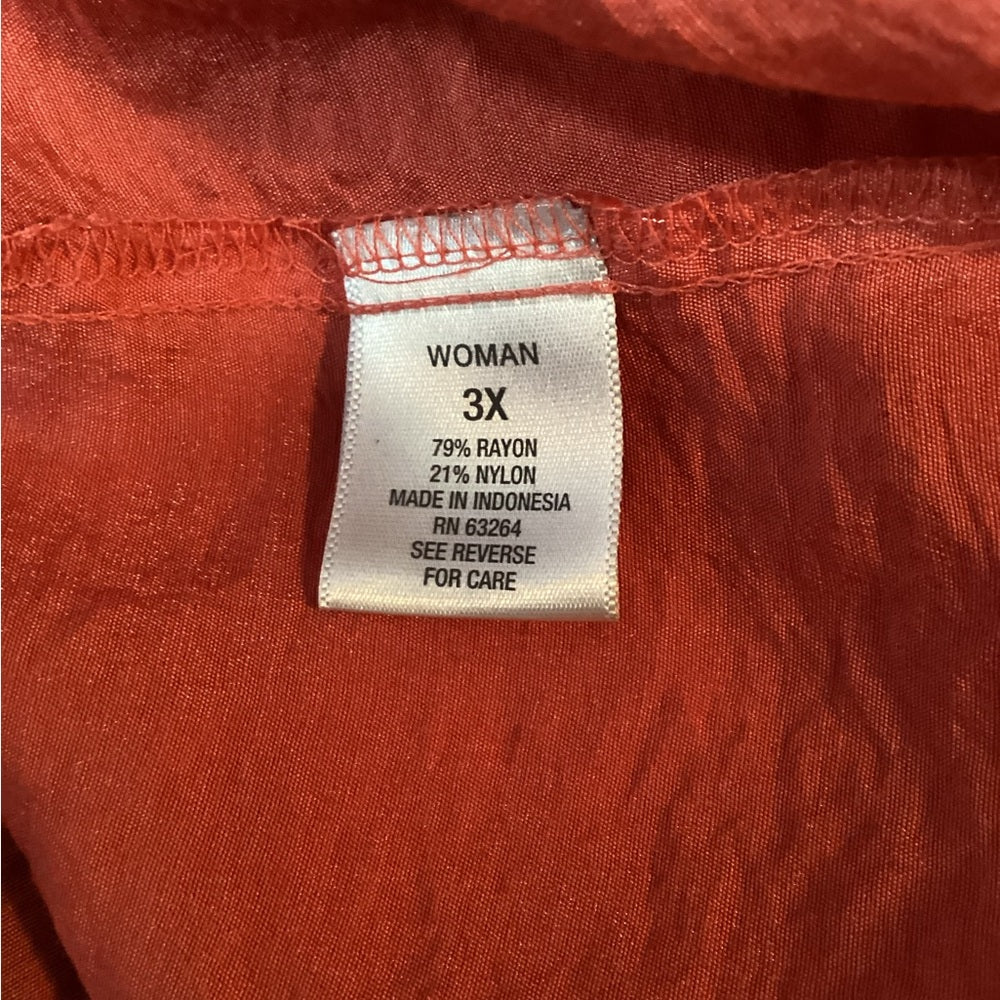 WOMAN
3X
79% RAYON
21% NYLON
MADE IN INDONESIA
RN 63264
SEE REVERSE
FOR CARE